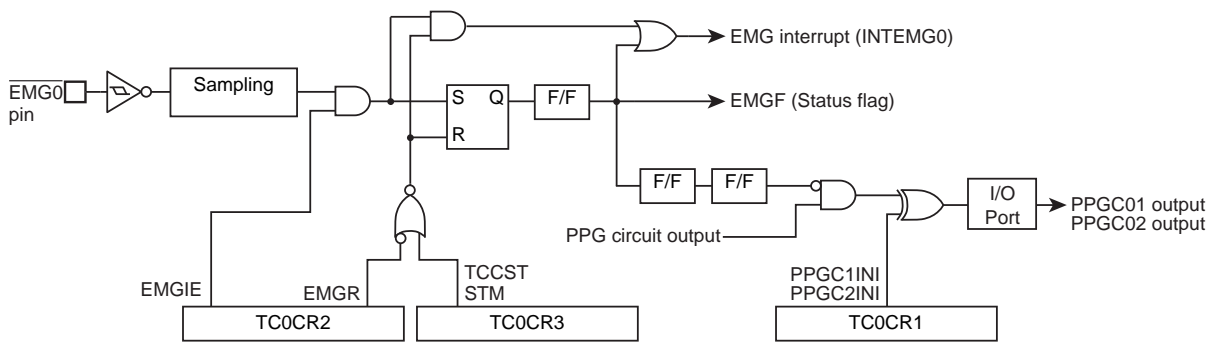 EMG interrupt (INTEMG0)
EMG0
pin
Sampling
S
Q
R
F/F
EMGF (Status flag)
F/F
F/F
I/O
Port
PPGC01 output
PPGC02 output
PPG circuit output
EMGIE
EMGR
TCCST
STM
PPGC1INI
PPGC2INI
TC0CR2
TC0CR3
TC0CR1